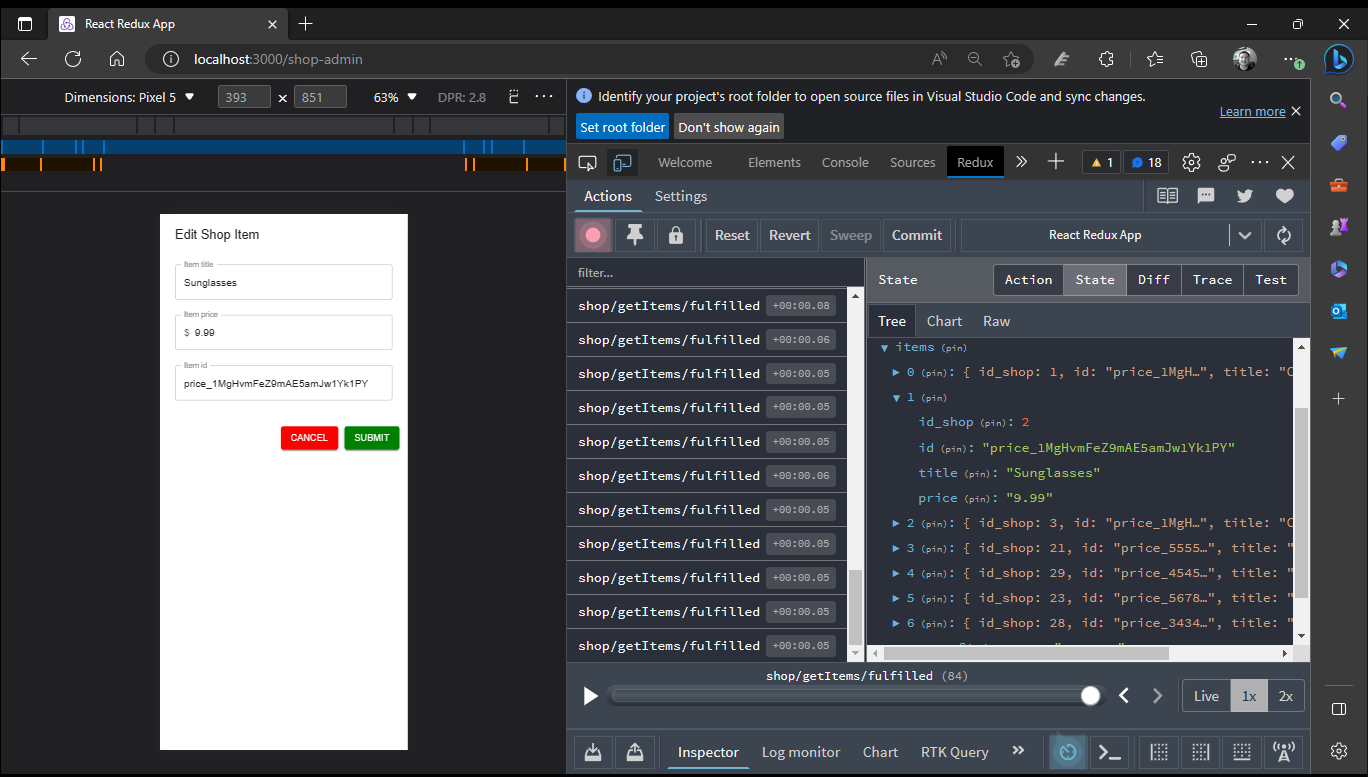 React Redux App
localhost:3000/shop-admin
Dimensions: Pixel 5 393 x 851 63% DPR: 2.8
Identify your project's root folder to open source files in Visual Studio Code and sync changes.
Learn more
Set root folder Don't show again
Welcome Elements Console Sources Redux 1 18
Actions Settings
Reset Revert Sweep Commit React Redux App
filter...
State Action State Diff Trace Test
Tree Chart Raw
shop/getItems/fulfilled +00:00.08
shop/getItems/fulfilled +00:00.06
shop/getItems/fulfilled +00:00.05
shop/getItems/fulfilled +00:00.05
shop/getItems/fulfilled +00:00.05
shop/getItems/fulfilled +00:00.06
shop/getItems/fulfilled +00:00.05
shop/getItems/fulfilled +00:00.05
shop/getItems/fulfilled +00:00.05
shop/getItems/fulfilled +00:00.05
shop/getItems/fulfilled +00:00.05
items (pin)
0 (pin): { id_shop: 1, id: "price_1MgH…", title: "C
1 (pin)
id_shop (pin): 2
id (pin): "price_1MgHvmFeZ9mAE5amJw1Yk1PY"
title (pin): "Sunglasses"
price (pin): "9.99"
2 (pin): { id_shop: 3, id: "price_1MgH…", title: "C
3 (pin): { id_shop: 21, id: "price_5555…", title: "
4 (pin): { id_shop: 29, id: "price_4545…", title: "
5 (pin): { id_shop: 23, id: "price_5678…", title: "
6 (pin): { id_shop: 28, id: "price_3434…", title: "
shop/getItems/fulfilled (84)
Live 1x 2x
Inspector Log monitor Chart RTK Query
Edit Shop Item
Item title
Sunglasses
Item price
$ 9.99
Item id
price_1MgHvmFeZ9mAE5amJw1Yk1PY
CANCEL SUBMIT